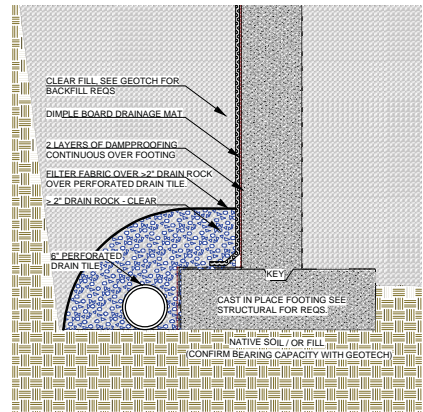 CLEAR FILL, SEE GEOTCH FOR
BACKFILL REQS
DIMPLE BOARD DRAINAGE MAT
2 LAYERS OF DAMPPROOFING
CONTINUOUS OVER FOOTING
FILTER FABRIC OVER >2" DRAIN ROCK
OVER PERFORATED DRAIN TILE
> 2" DRAIN ROCK - CLEAR
6" PERFORATED
DRAIN TILE
KEY
CAST IN PLACE FOOTING SEE
STRUCTURAL FOR REQS.
NATIVE SOIL / OR FILL
(CONFIRM BEARING CAPACITY WITH GEOTECH)